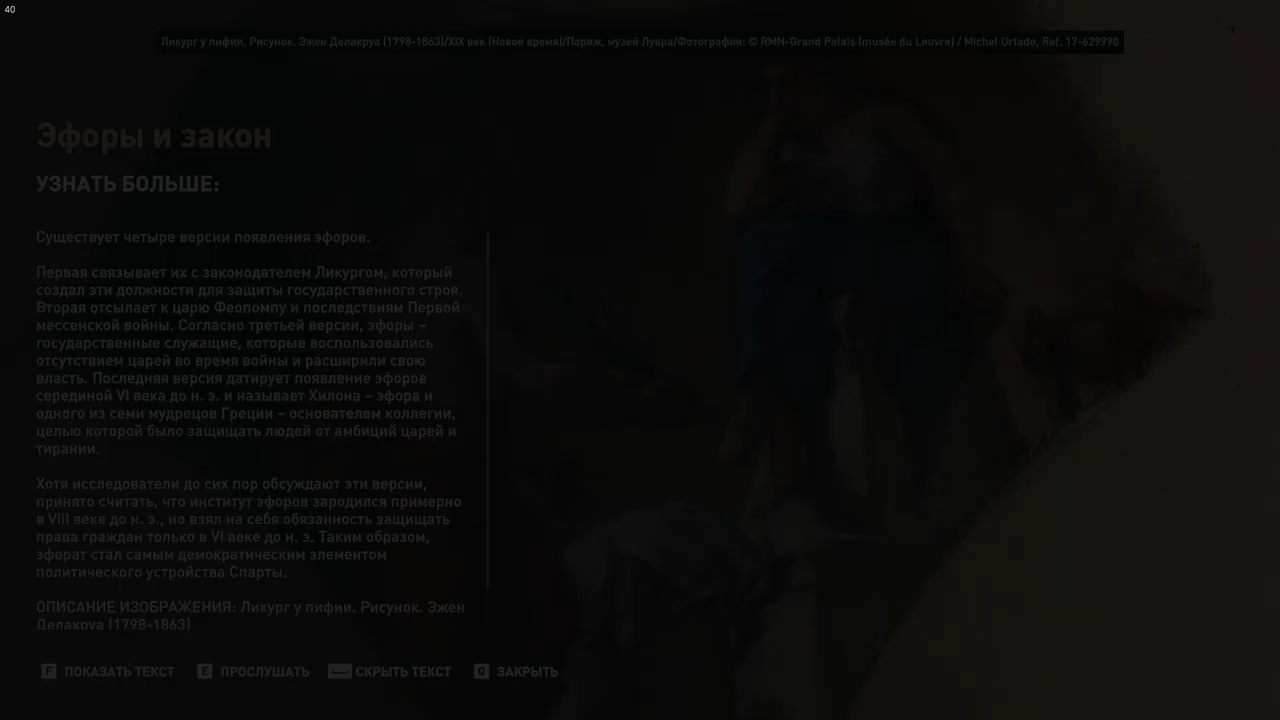 40
Ликург у пифии. Рисунок. Эжен Делакруа (1798-1863)/XIX век (Новое время)/Париж, музей Лувра/Фотография: © RMN-Grand Palais (musée du Louvre) / Michel Urtado, Ref. 17-629990
Эфоры и закон
УЗНАТЬ БОЛЬШЕ:
Существует четыре версии появления эфоров.
Первая связывает их с законодателем Ликургом, который
создал эти должности для защиты государственного строя.
Вторая отсылает к царю Феопомпу и последствиям Первой
мессенской войны. Согласно третьей версии, эфоры –
государственные служащие, которые воспользовались
отсутствием царей во время войны и расширили свою
власть. Последняя версия датирует появление эфоров
серединой VI века до н. э. и называет Хилона – эфора и
одного из семи мудрецов Греции – основателем коллегии,
целью которой было защищать людей от амбиций царей и
тирании.
Хотя исследователи до сих пор обсуждают эти версии,
принято считать, что институт эфоров зародился примерно
в VIII веке до н. э., но взял на себя обязанность защищать
права граждан только в VI веке до н. э. Таким образом,
эфорат стал самым демократическим элементом
политического устройства Спарты.
ОПИСАНИЕ ИЗОБРАЖЕНИЯ: Ликург у пифии. Рисунок. Эжен
Делакруа (1798-1863)
F ПОКАЗАТЬ ТЕКСТ E ПРОСЛУШАТЬ СКРЫТЬ ТЕКСТ Q ЗАКРЫТЬ